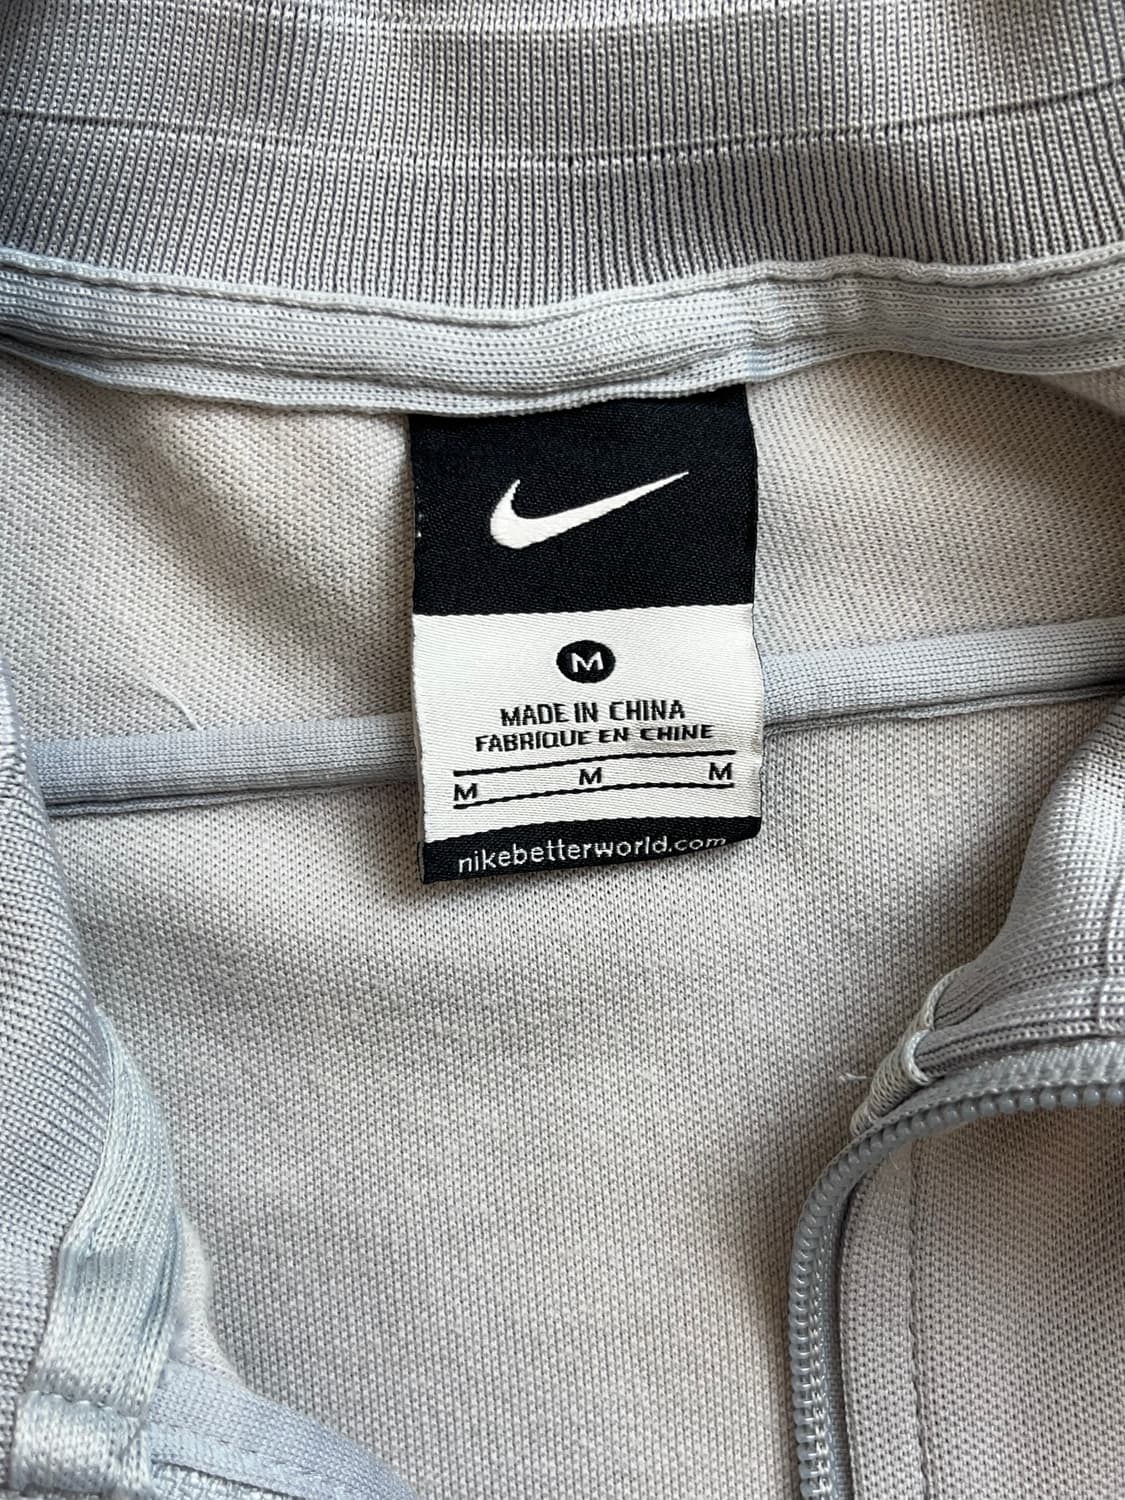 M
MADE IN CHINA
FABRIQUE EN CHINE
M M M
nikebetterworld.com